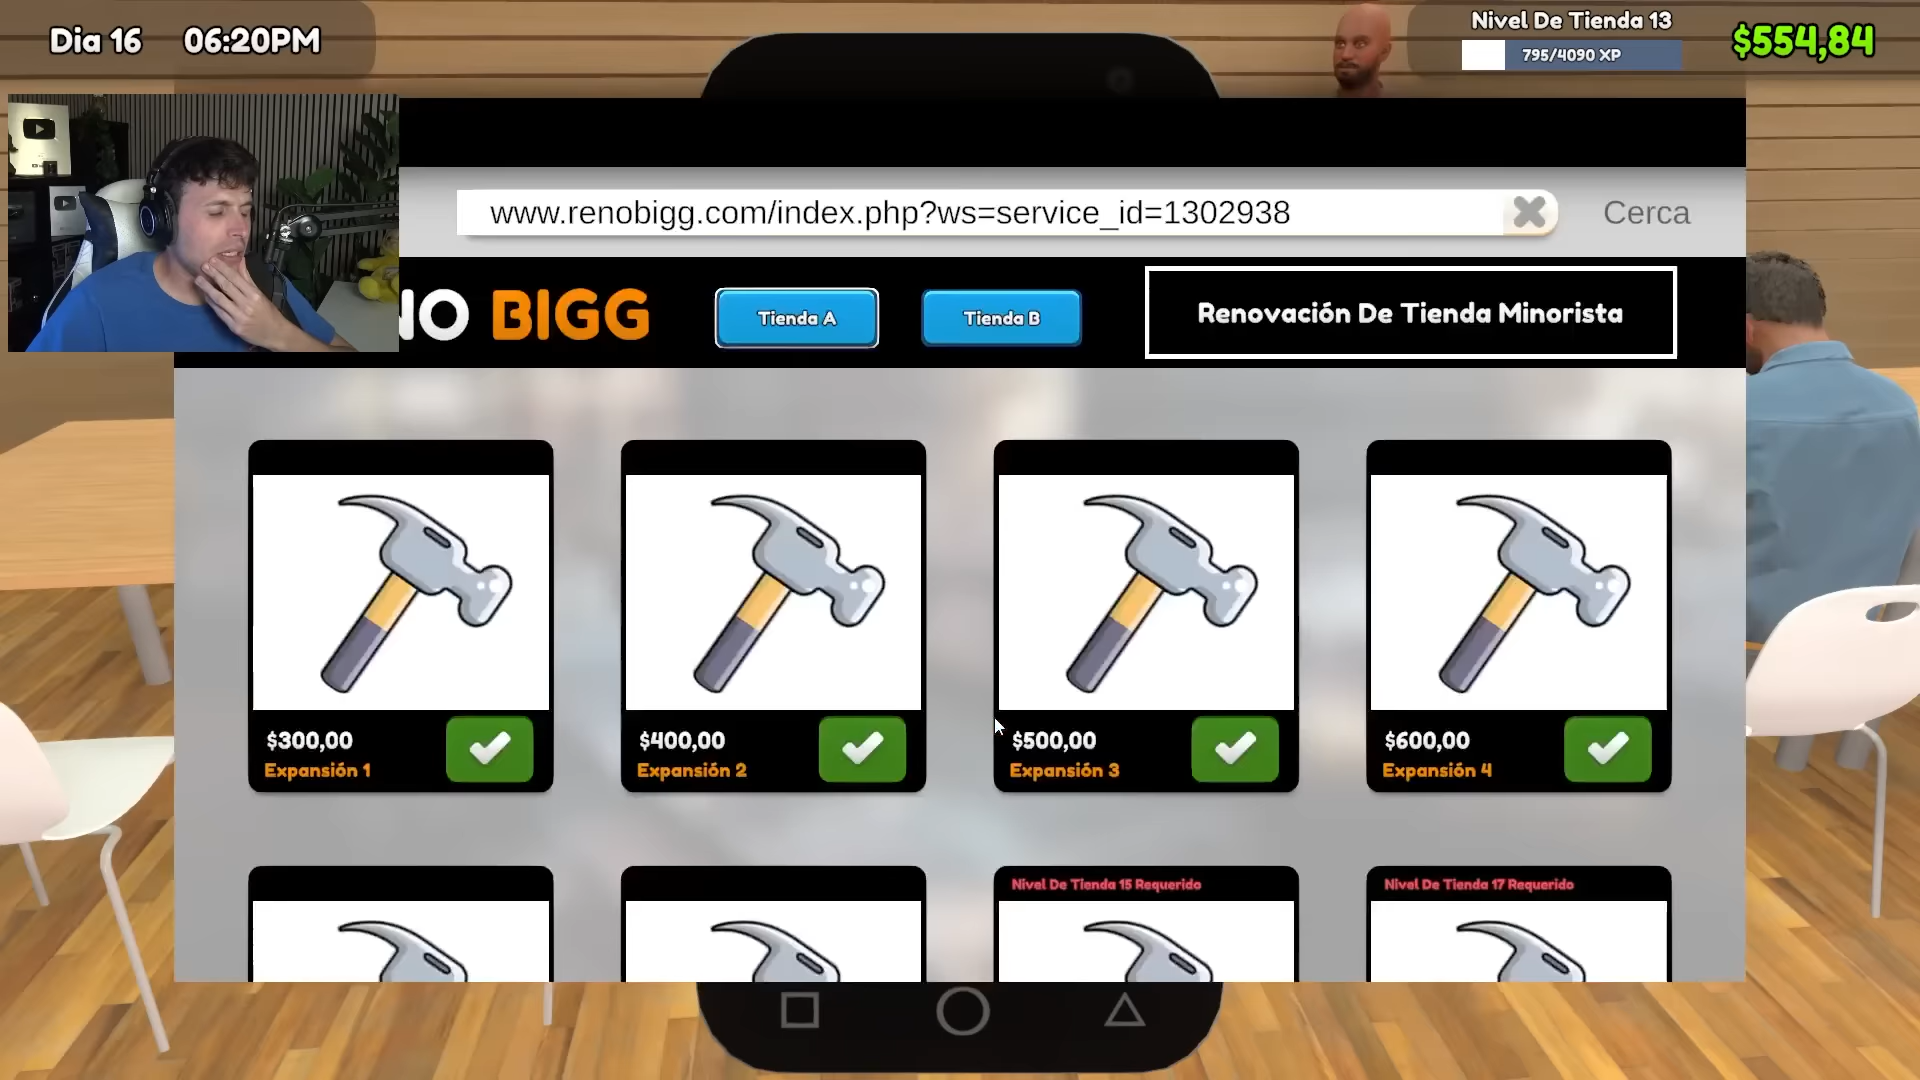 Dia 16 06:20PM
Nivel De Tienda 13
795/4090 XP
$554,84
www.renobigg.com/index.php?ws=service_id=1302938
Cerca
NO BIGG
Tienda A
Tienda B
Renovación De Tienda Minorista
$300,00
Expansión 1
$400,00
Expansión 2
$500,00
Expansión 3
$600,00
Expansión 4
Nivel De Tienda 15 Requerido
Nivel De Tienda 17 Requerido